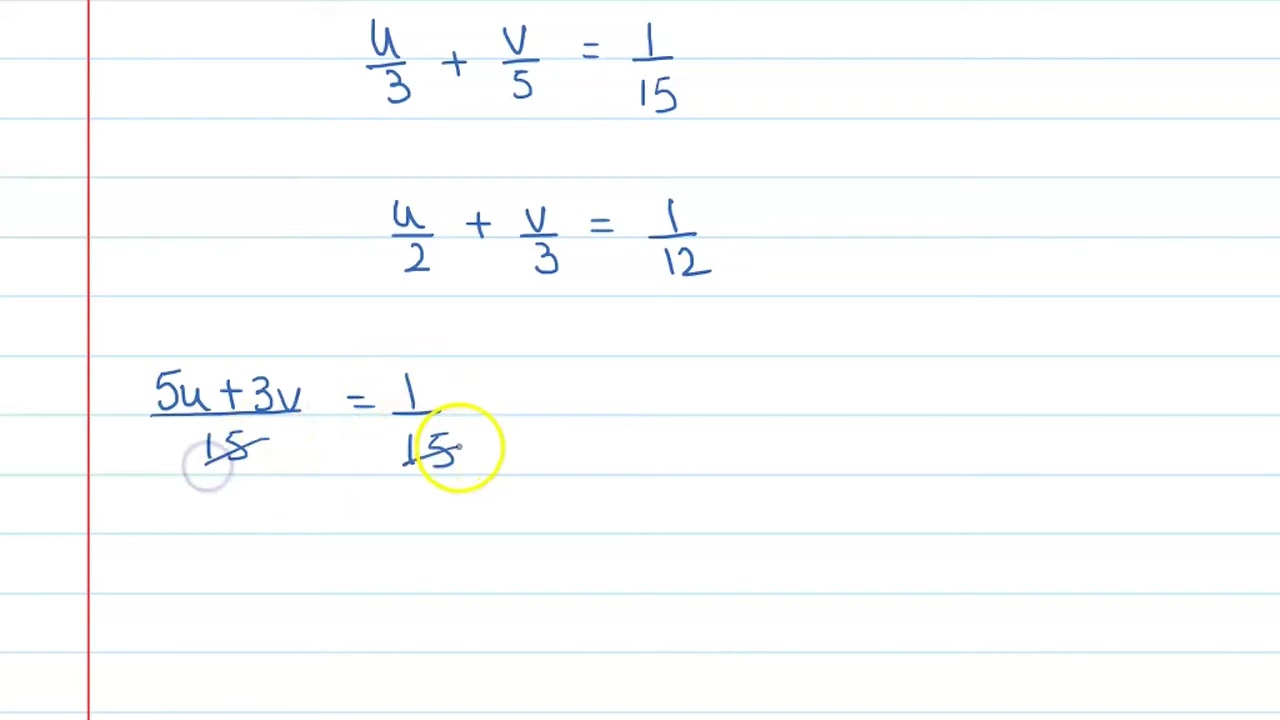 u/3 + v/5 = 1/15
u/2 + v/3 = 1/12
5u + 3v/15 = 1/15